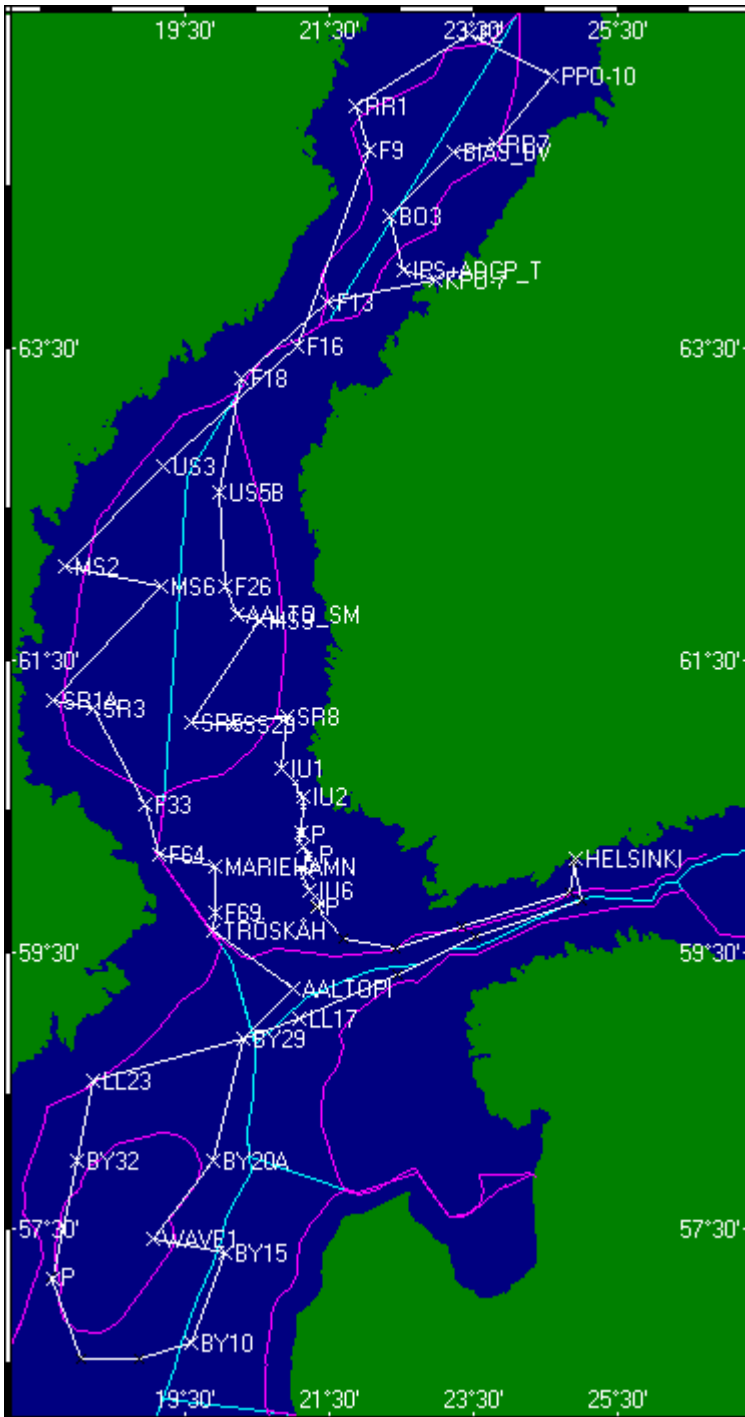 19°30' 21°30' 23°30' 25°30'
PPO-10
RR1
F9
BIAS_BV
BO3
F13
63°30' 63°30'
F16
F18
US3
US5B
MS2
MS6
F26
AALTO_SM
61°30' 61°30'
SR1A
SR3
SR8
IU1
IU2
F33
P
P
F64
MARIEHAMN
HELSINKI
IU6
P
F69
TROSKAH
59°30' 59°30'
AALTOPI
LL17
BY29
LL23
BY32
BY20A
57°30' 57°30'
BY15
P
BY10
19°30' 21°30' 23°30' 25°30'